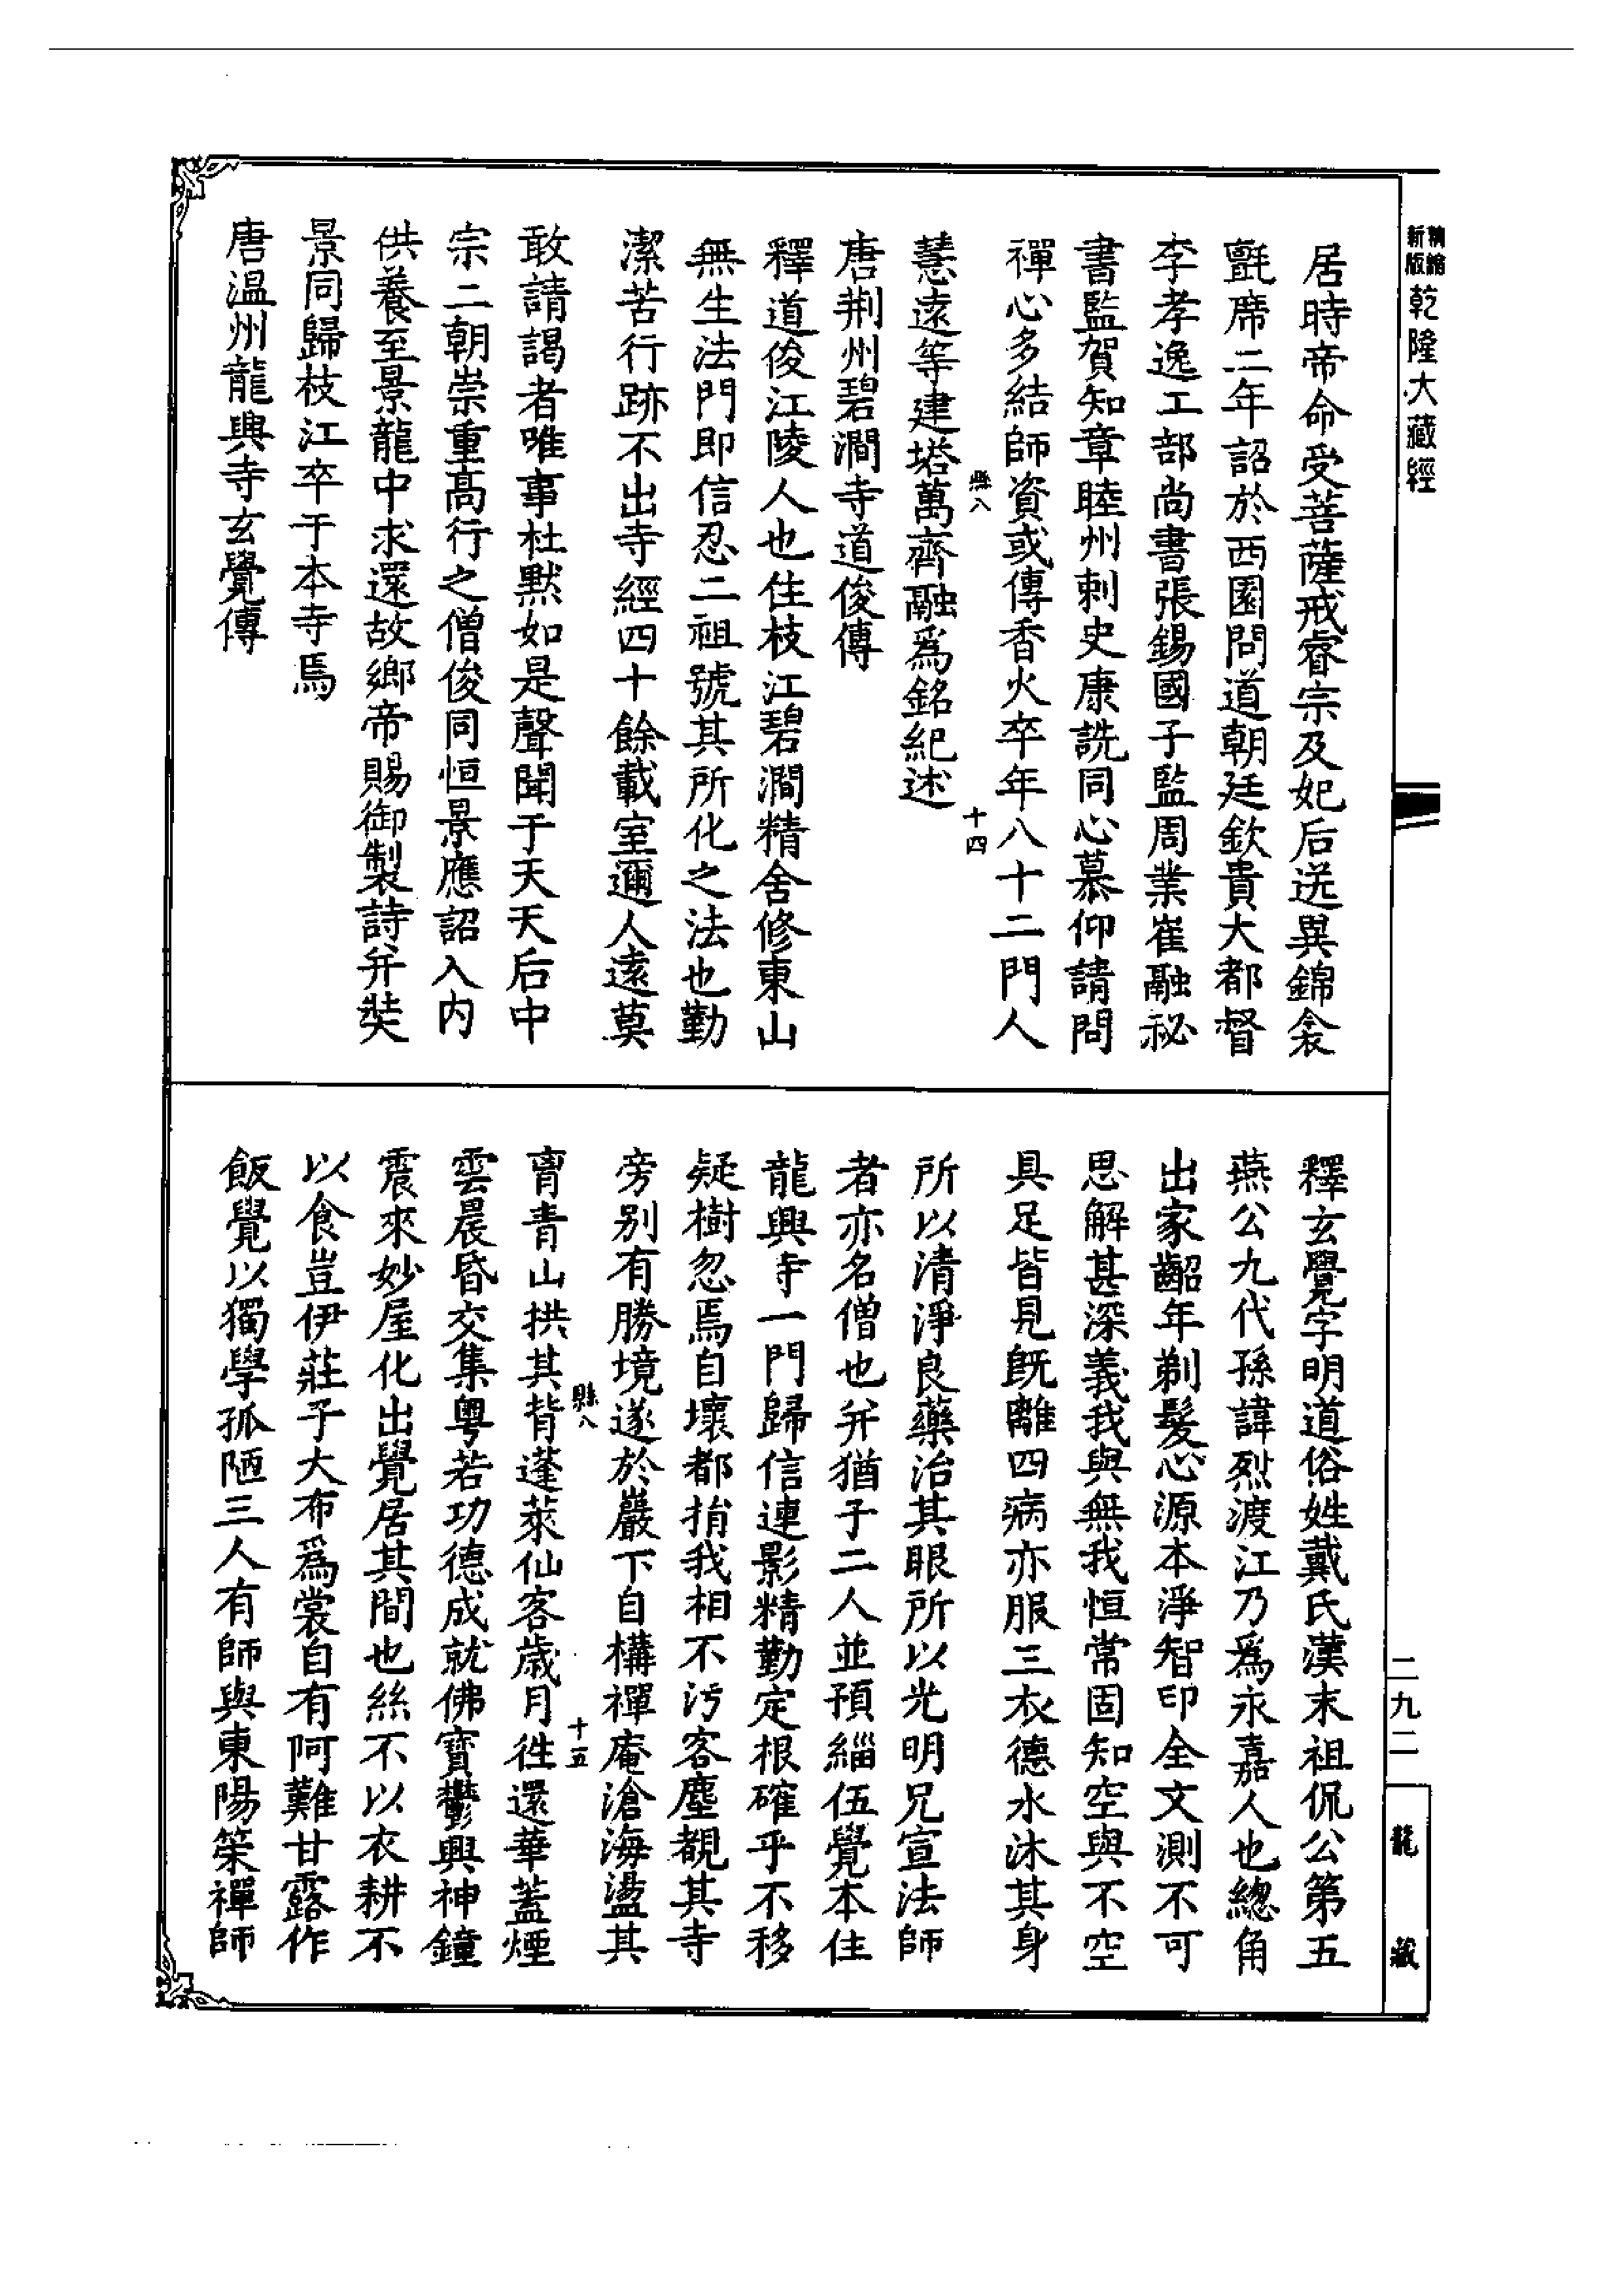 精縮新版乾隆大藏經
居時帝命受菩薩戒睿宗及妃后送異錦衾
氈席二年詔於西園問道朝廷欽貴大都督
李孝逸工部尚書張錫國子監周業崔融祕
書監賀知章睦州刺史康詵同心慕仰請問
禪心多結師資或傳香火卒年八十二門人
縣八
十四
慧遠等建塔萬齊融爲銘紀述
唐荆州碧澗寺道俊傳
釋道俊江陵人也住枝江碧澗精舍修東山
無生法門即信忍二祖號其所化之法也勤
潔苦行跡不出寺經四十餘載室邇人遠莫
敢請謁者唯事杜默如是聲聞于天天后中
宗二朝崇重高行之僧俊同恒景應詔入內
供養至景龍中求還故鄉帝賜御製詩并奘
景同歸枝江卒于本寺焉
唐温州龍興寺玄覺傳
釋玄覺字明道俗姓戴氏漢末祖侃公第五
燕公九代孫諱烈渡江乃爲永嘉人也總角
出家齠年剃髮心源本淨智印全文測不可
思解甚深義我與無我恒常固知空與不空
具足皆見旣離四病亦服三衣德水沐其身
所以清淨良藥治其眼所以光明兄宣法師
者亦名僧也并猶子二人並預緇伍覺本住
龍興寺一門歸信連影精勤定根確乎不移
疑樹忽焉自壞都捐我相不污客塵覩其寺
旁别有勝境遂於巖下自構禪庵滄海盪其
縣八
十五
胷青山拱其背蓬萊仙客歲月徃還華蓋煙
雲晨昏交集粤若功德成就佛寶鬱興神鐘
震來妙屋化出覺居其間也絲不以衣耕不
以食豈伊莊子大布爲裳自有阿難甘露作
飯覺以獨學孤陋三人有師與東陽䇿禪師
二九二
龍藏